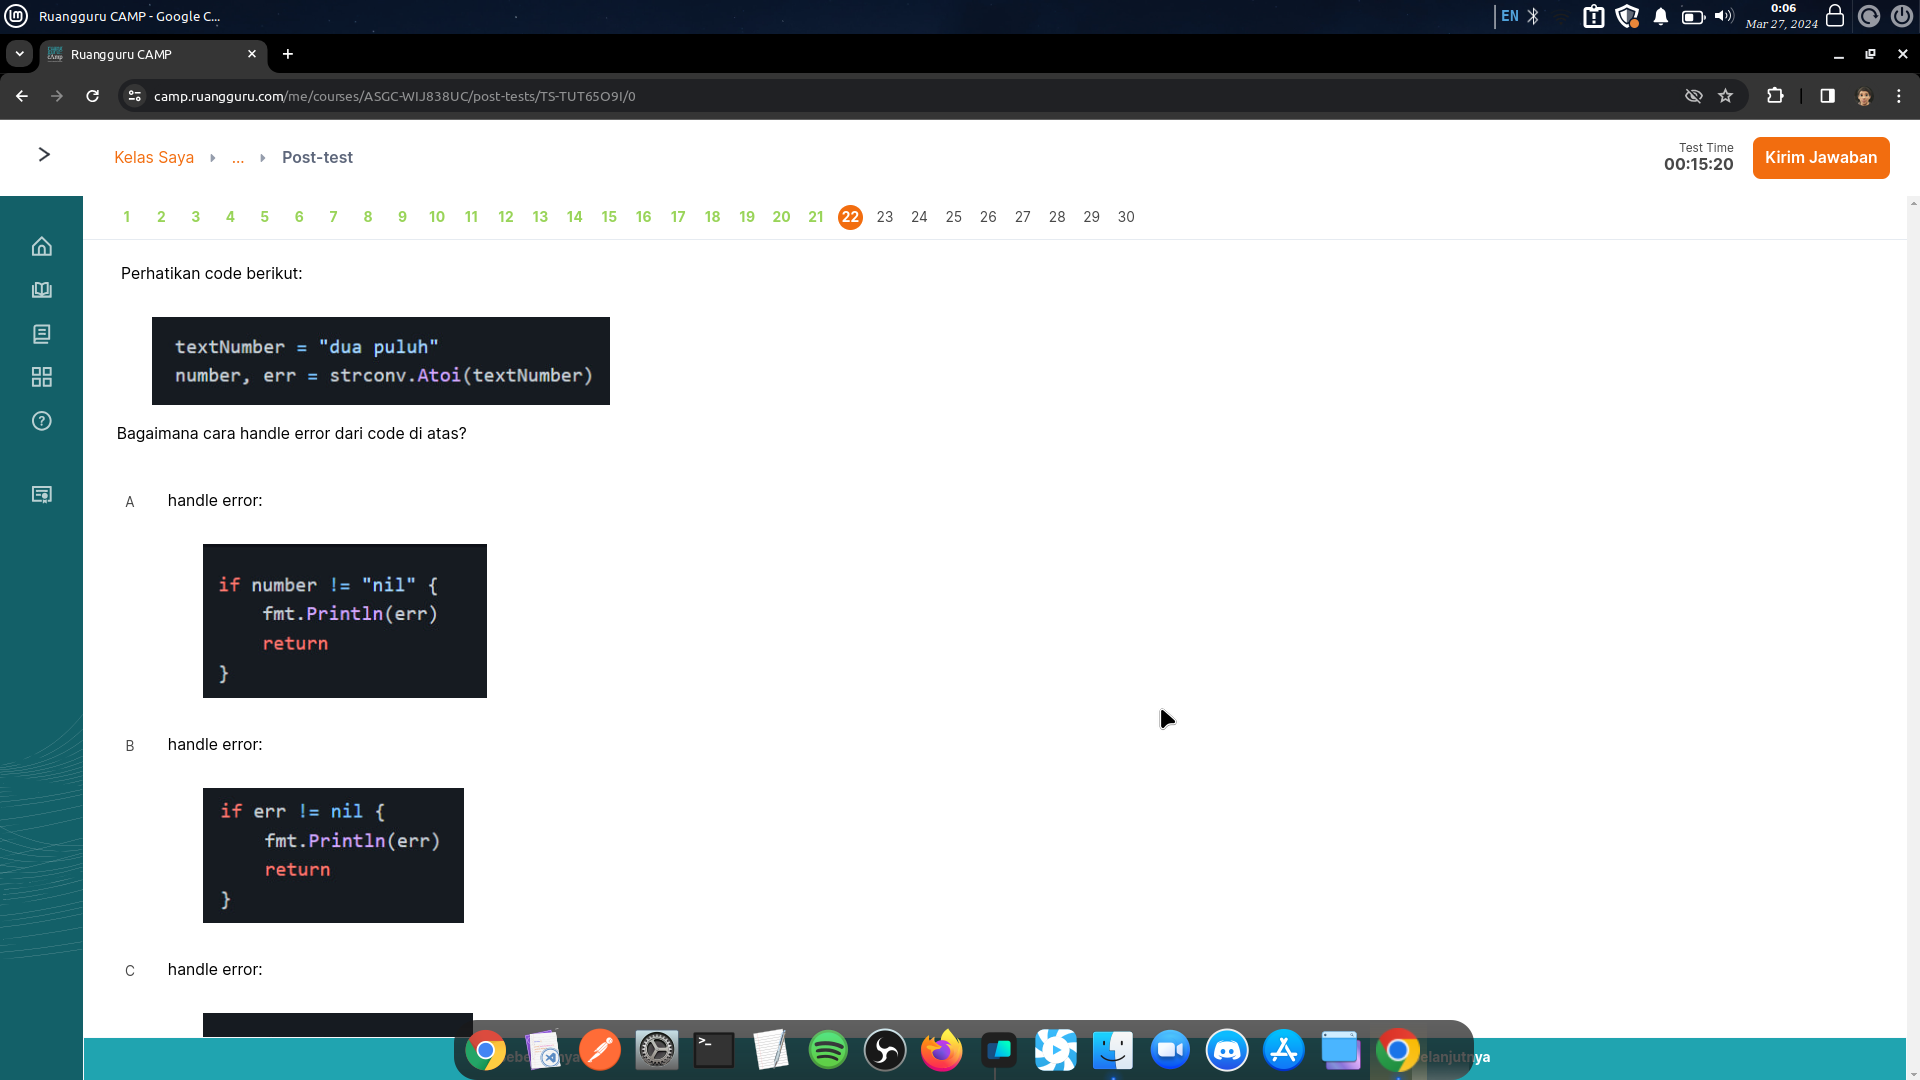 Ruangguru CAMP - Google C...
EN
0:06
Mar 27, 2024
Ruangguru CAMP
camp.ruangguru.com/me/courses/ASGC-WIJ838UC/post-tests/TS-TUT65O9I/0
Kelas Saya ... Post-test
Test Time
00:15:20
Kirim Jawaban
1 2 3 4 5 6 7 8 9 10 11 12 13 14 15 16 17 18 19 20 21 22 23 24 25 26 27 28 29 30
Perhatikan code berikut:
textNumber = "dua puluh"
number, err = strconv.Atoi(textNumber)
Bagaimana cara handle error dari code di atas?
A handle error:
if number != "nil" {
fmt.Println(err)
return
}
B handle error:
if err != nil {
fmt.Println(err)
return
}
C handle error: